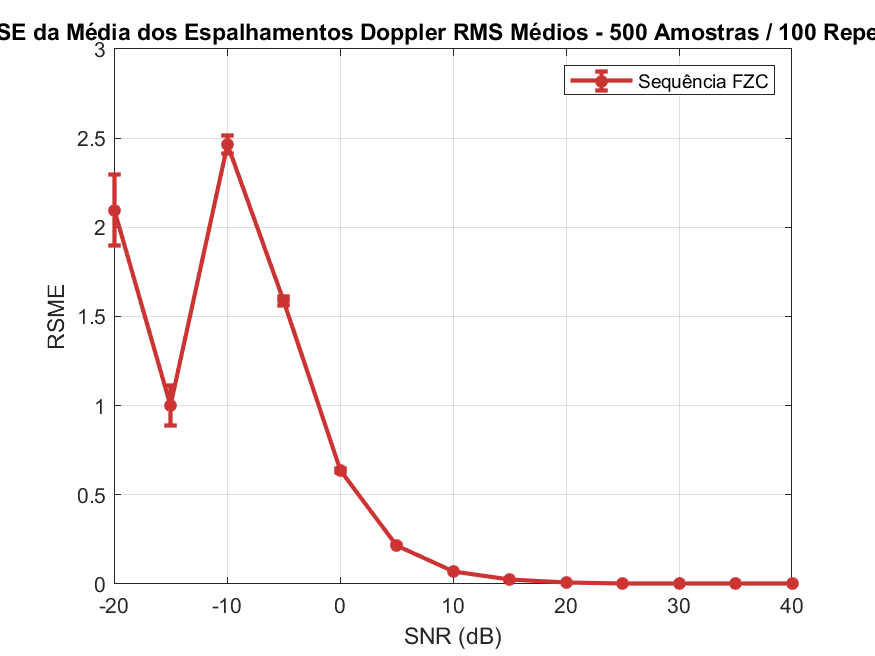 SE da Média dos Espalhamentos Doppler RMS Médios - 500 Amostras / 100 Repe
Sequência FZC
3
2.5
2
1.5
1
0.5
0
RSME
-20 -10 0 10 20 30 40
SNR (dB)